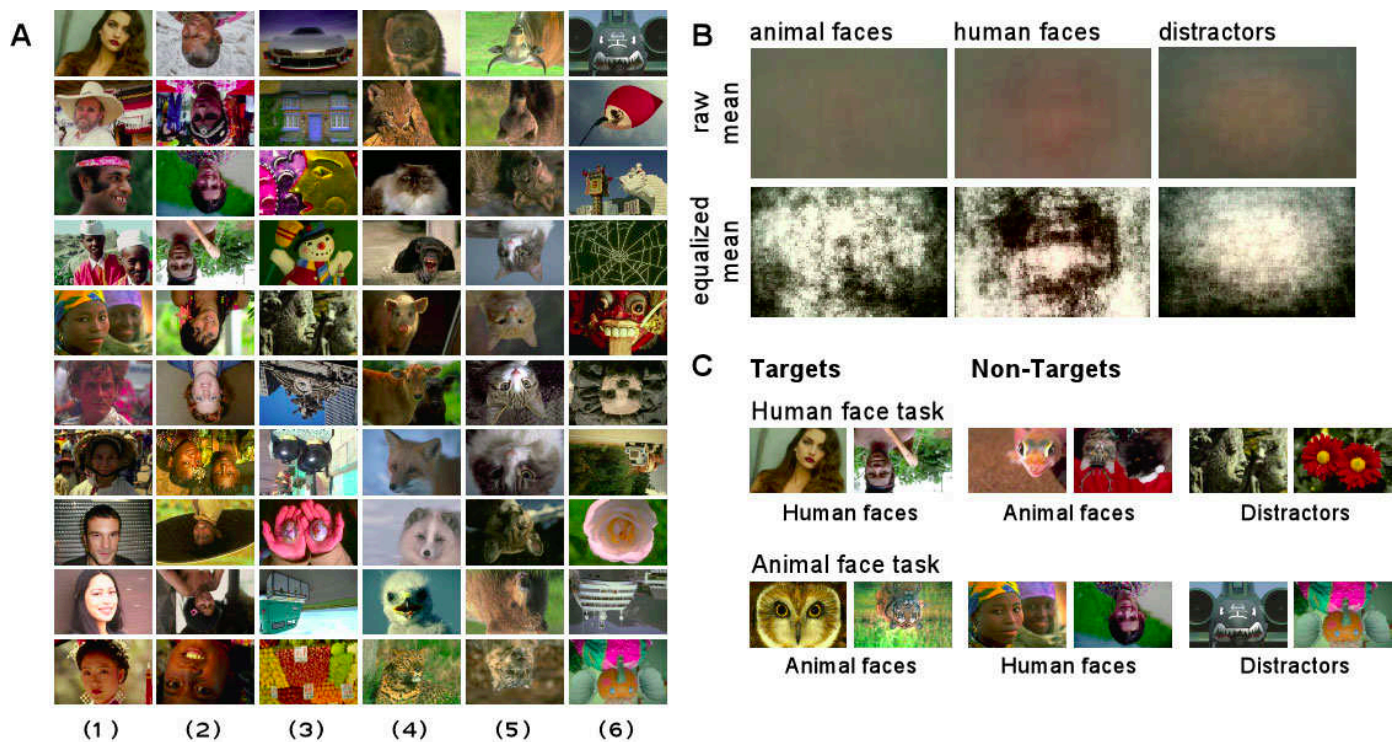 A
(1)
(2)
(3)
(4)
(5)
(6)
B
animal faces
human faces
distractors
raw
mean
equalized
mean
C
Targets
Non-Targets
Human face task
Human faces
Animal faces
Distractors
Animal face task
Animal faces
Human faces
Distractors